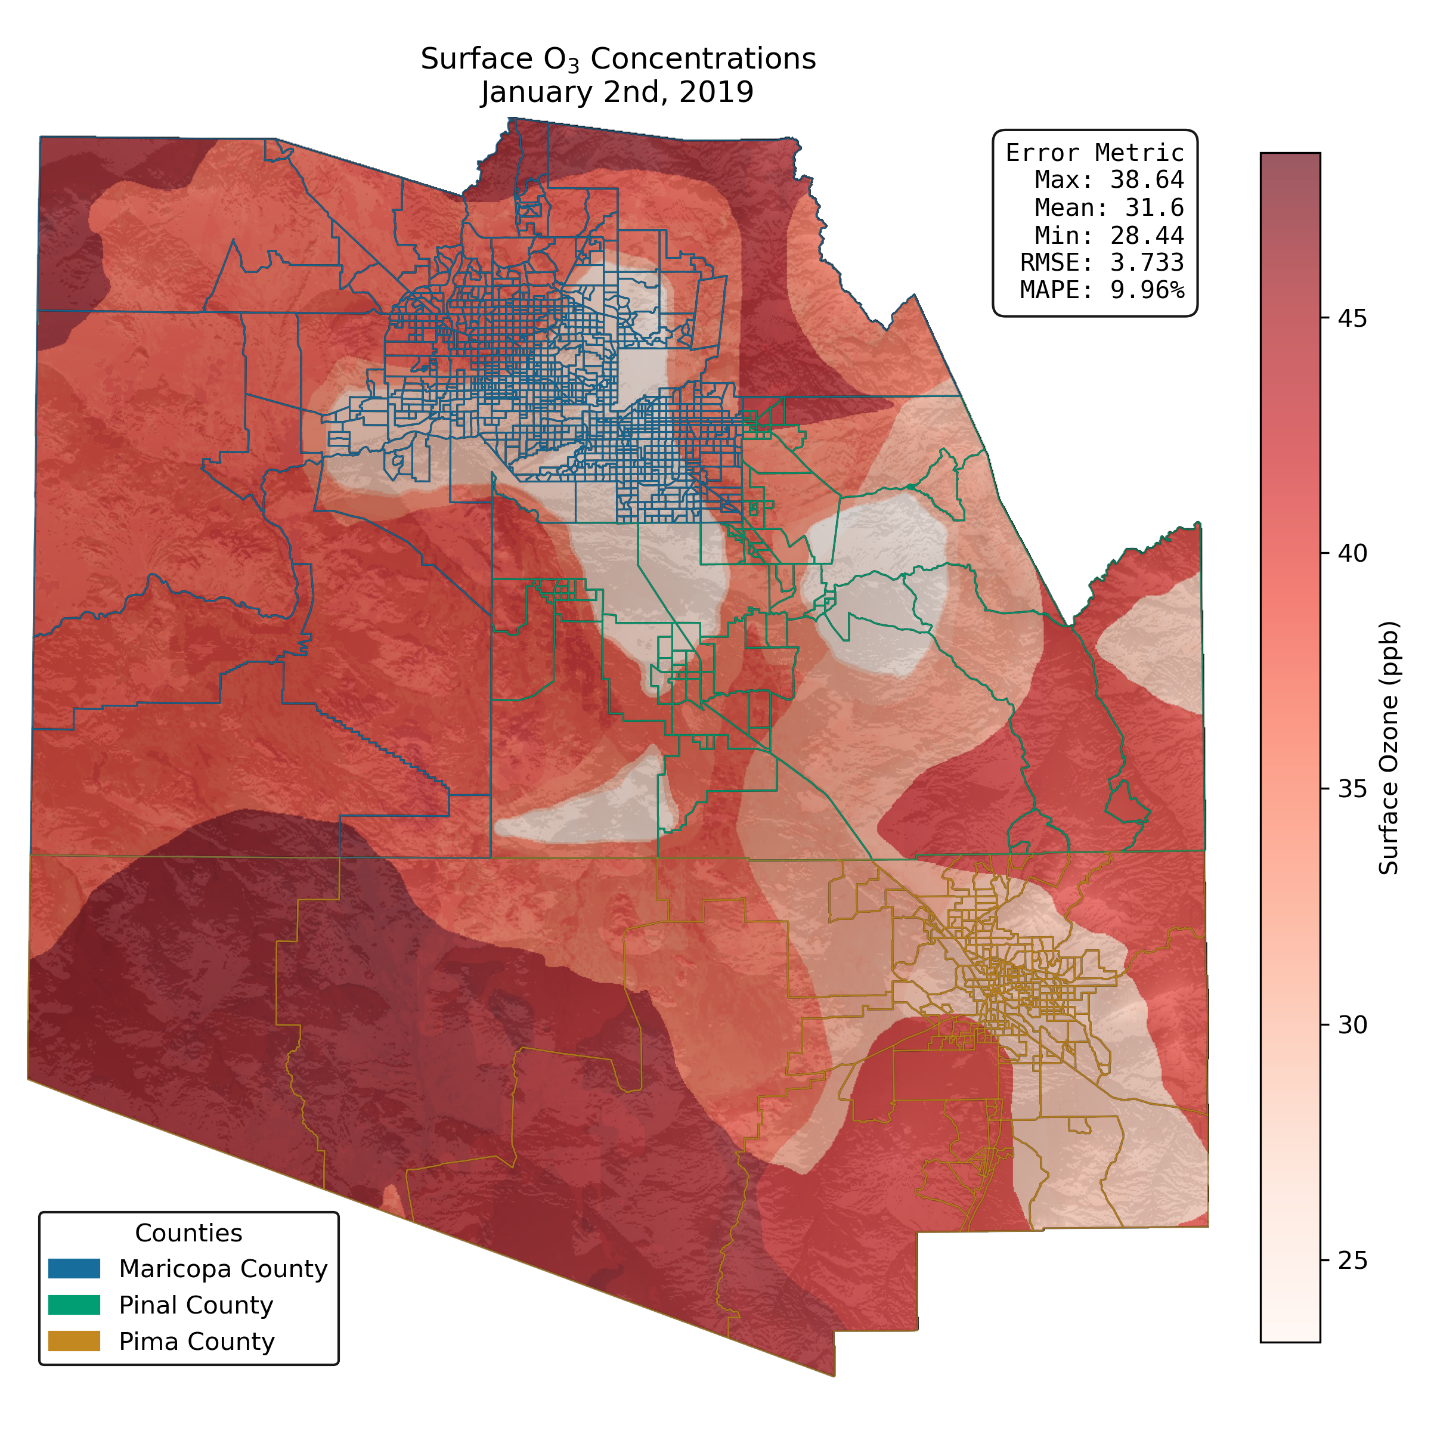 Surface O₃ Concentrations
January 2nd, 2019
Error Metric
Max: 38.64
Mean: 31.6
Min: 28.44
RMSE: 3.733
MAPE: 9.96%
45
40
35
30
25
Surface Ozone (ppb)
Counties
Maricopa County
Pinal County
Pima County